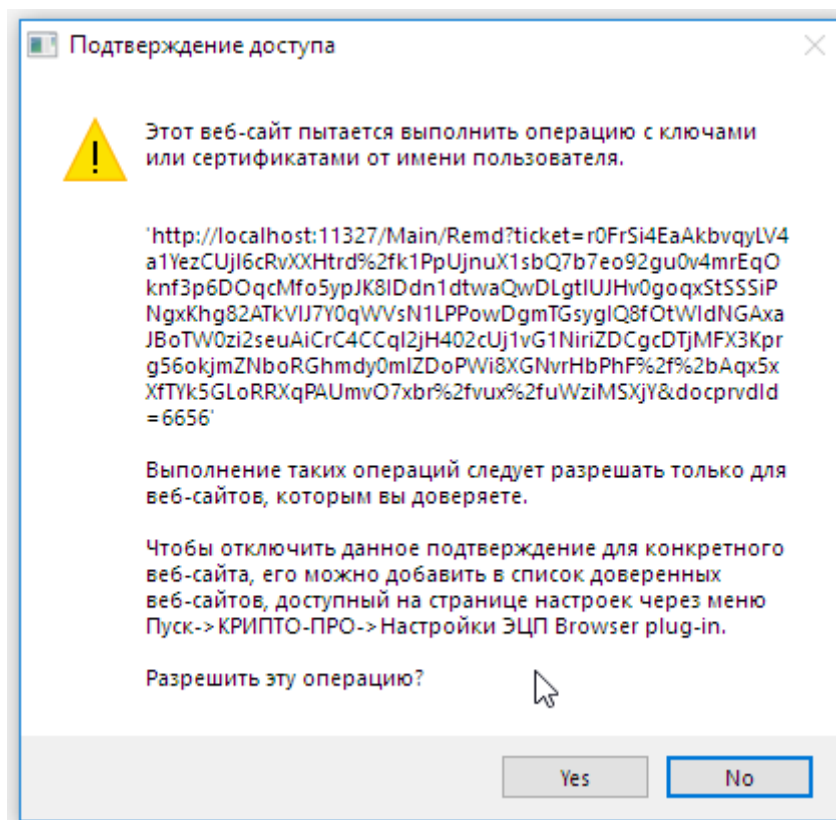 Подтверждение доступа
Этот веб-сайт пытается выполнить операцию с ключами
или сертификатами от имени пользователя.
'http://localhost:11327/Main/Remd?ticket=r0FrSi4EaAkbvqyLV4
a1YezCUjI6cRvXXHtrd%2fk1PpUjnuX1sbQ7b7eo92gu0v4mrEqO
knf3p6DOqcMfo5ypJK8IDdn1dtwaQwDLgtIUJHv0goqxStSSSiP
NgxKhg82ATkVIJ7Y0qWVsN1LPPowDgmTGsyglQ8fOtWIdNGAxa
JBoTW0zi2seuAiCrC4CCqI2jH402cUj1vG1NiriZDCgcDTjMFX3Kpr
g56okjmZNboRGhmdy0mIZDoPWi8XGNvrHbPhF%2f%2bAqx5x
XfTYk5GLoRRXqPAUmvO7xbr%2fvux%2fuWziMSXjY&docprvdId
=6656'
Выполнение таких операций следует разрешать только для
веб-сайтов, которым вы доверяете.
Чтобы отключить данное подтверждение для конкретного
веб-сайта, его можно добавить в список доверенных
веб-сайтов, доступный на странице настроек через меню
Пуск->КРИПТО-ПРО->Настройки ЭЦП Browser plug-in.
Разрешить эту операцию?
Yes No